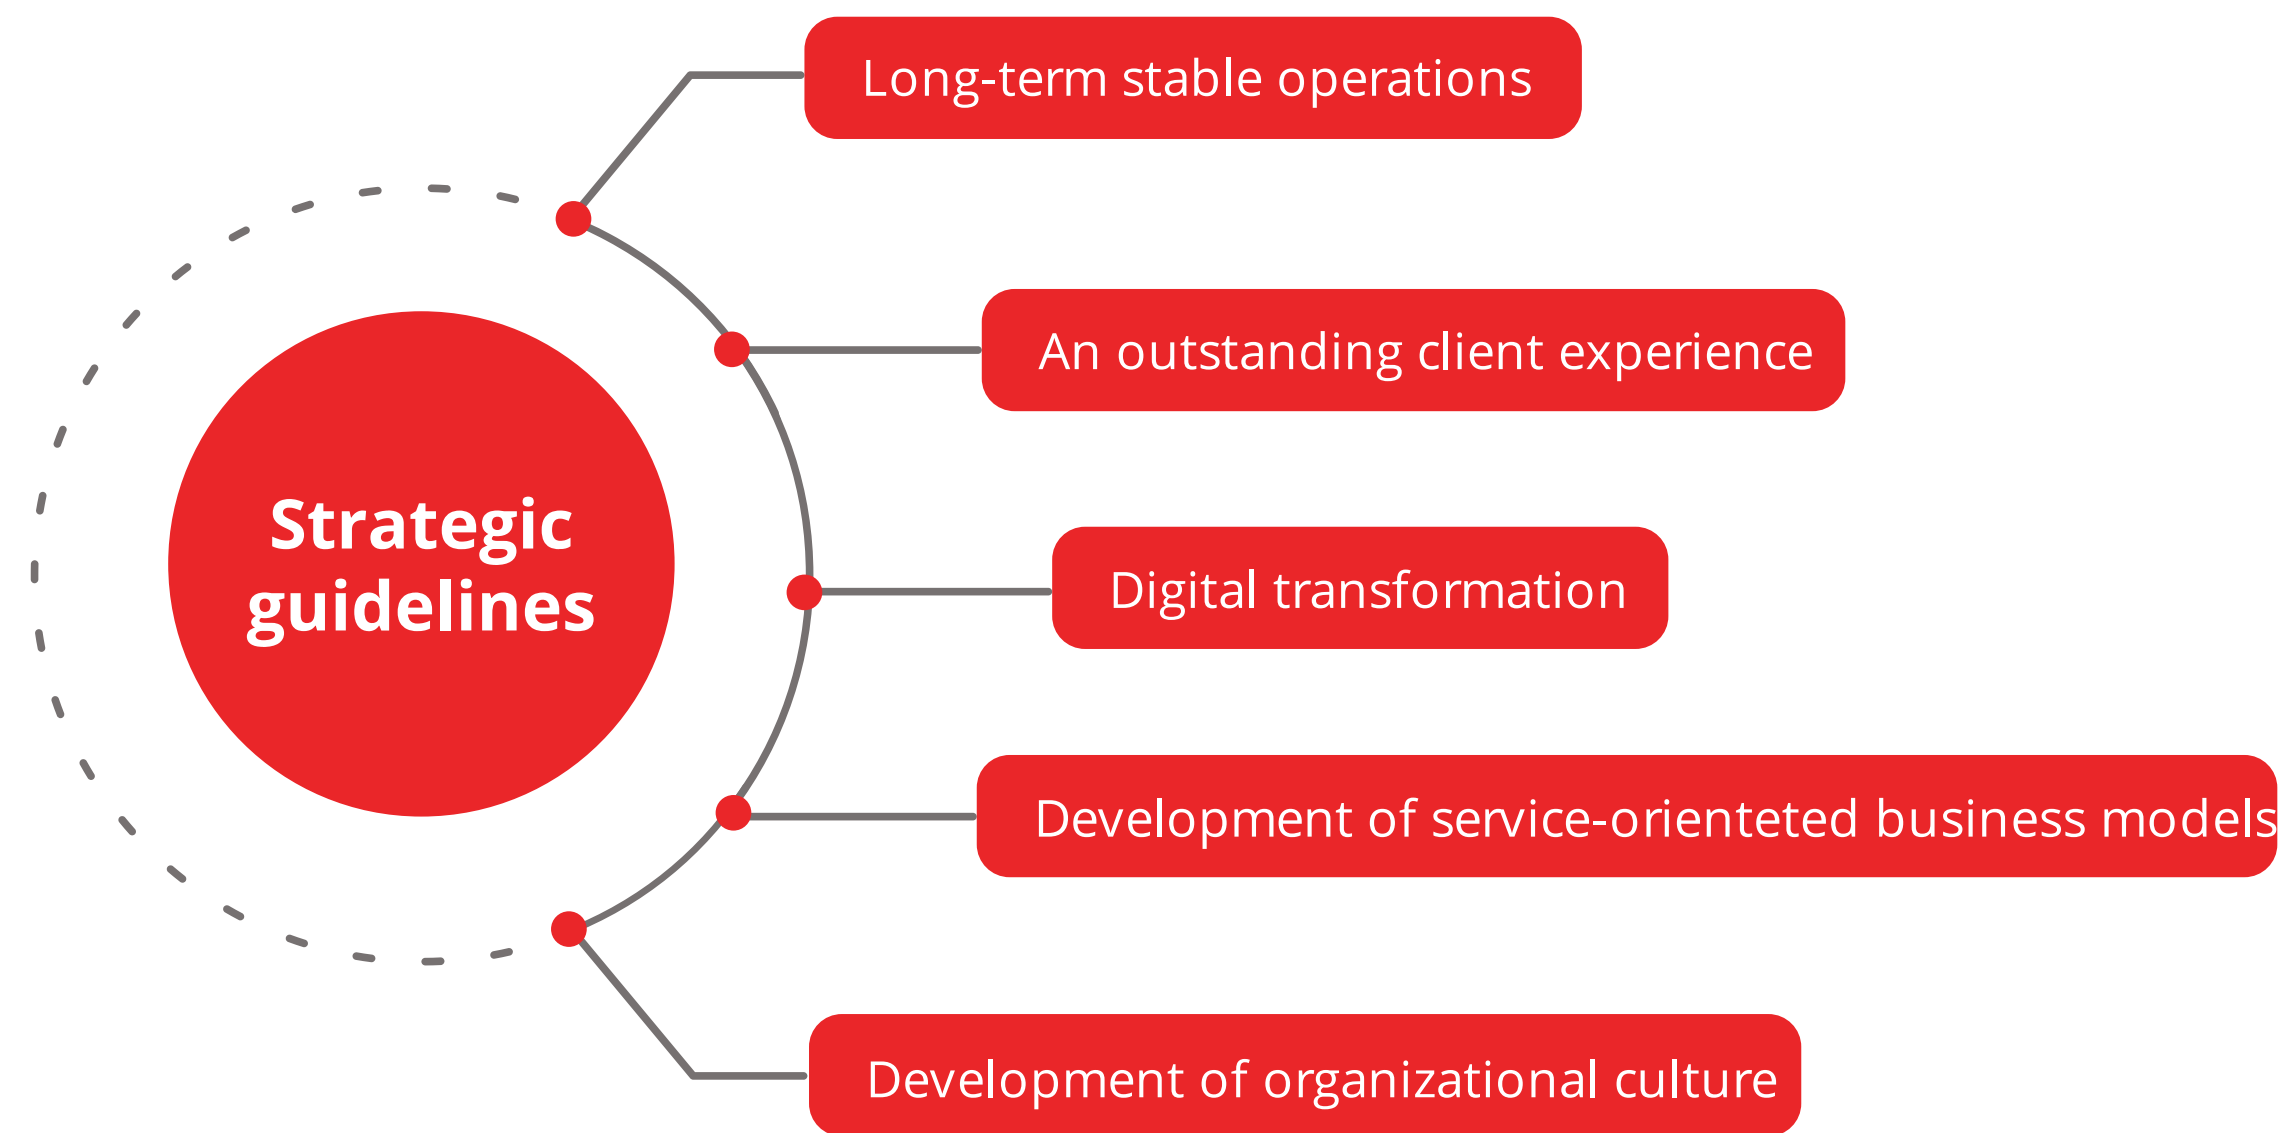 Long-term stable operations
An outstanding client experience
Strategic
guidelines
Digital transformation
Development of service-orienteted business models
Development of organizational culture